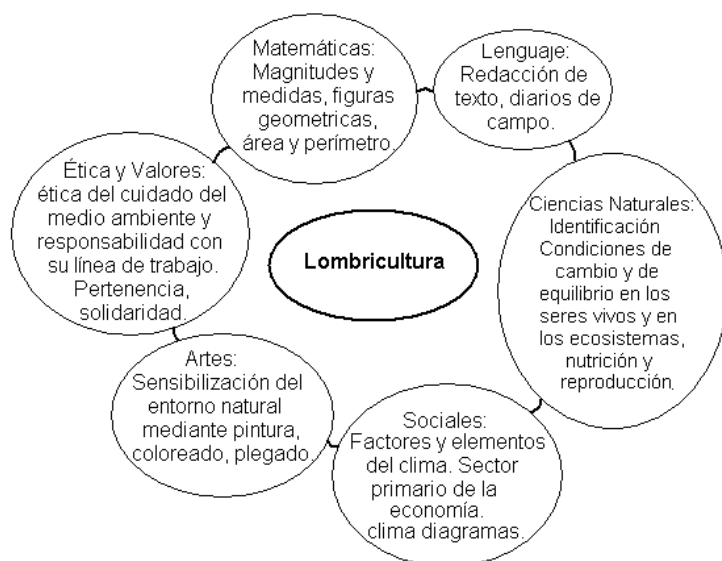 Matemáticas:
Magnitudes y
medidas, figuras
geometricas,
área y perímetro.
Lenguaje:
Redacción de
texto, diarios de
campo.
Ética y Valores:
ética del cuidado del
medio ambiente y
responsabilidad con
su línea de trabajo.
Pertenencia,
solidaridad.
Lombricultura
Ciencias Naturales:
Identificación
Condiciones de
cambio y de
equilibrio en los
seres vivos y en
los ecosistemas,
nutrición y
reproducción.
Artes:
Sensibilización del
entorno natural
mediante pintura,
coloreado, plegado.
Sociales:
Factores y elementos
del clima. Sector
primario de la
economía.
clima diagramas.